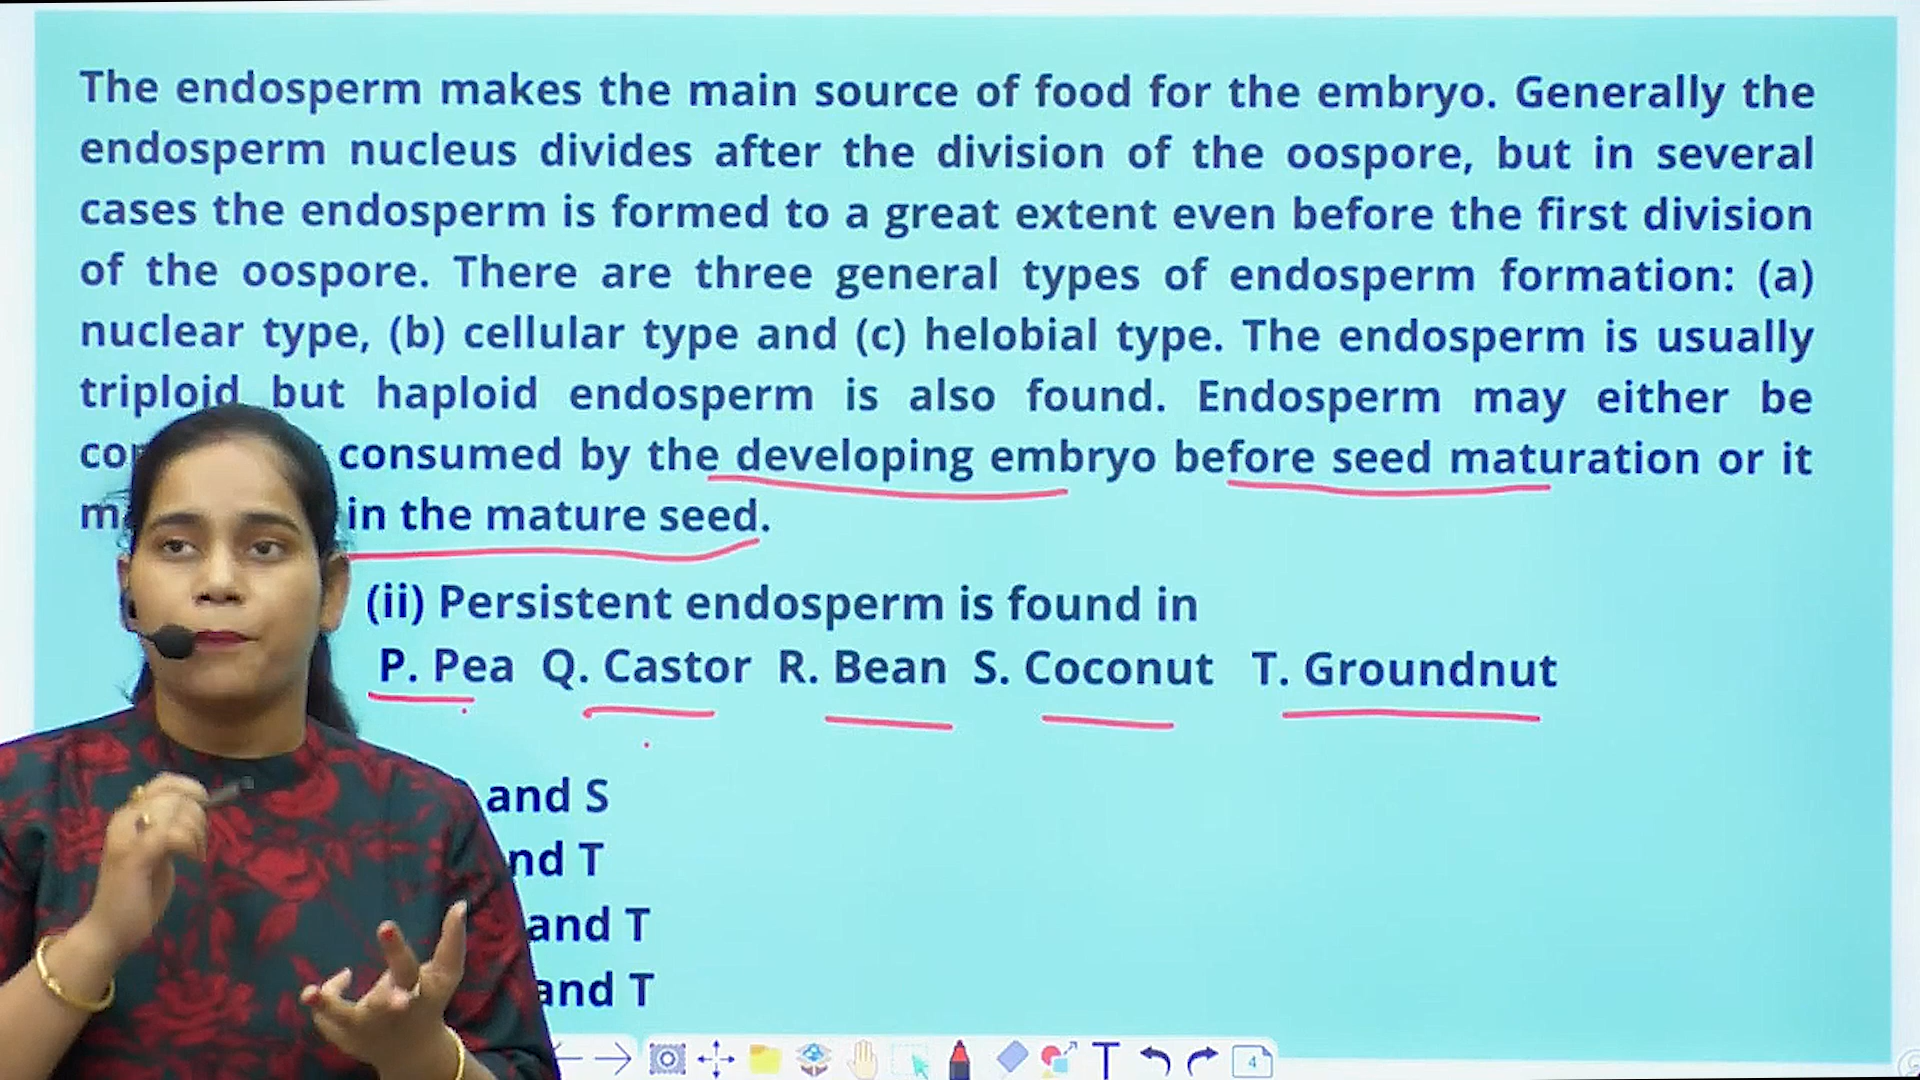 The endosperm makes the main source of food for the embryo. Generally the
endosperm nucleus divides after the division of the oospore, but in several
cases the endosperm is formed to a great extent even before the first division
of the oospore. There are three general types of endosperm formation: (a)
nuclear type, (b) cellular type and (c) helobial type. The endosperm is usually
triploid but haploid endosperm is also found. Endosperm may either be
consumed by the developing embryo before seed maturation or it
in the mature seed.
(ii) Persistent endosperm is found in
P. Pea Q. Castor R. Bean S. Coconut T. Groundnut
and S
and T
and T
and T
T 4